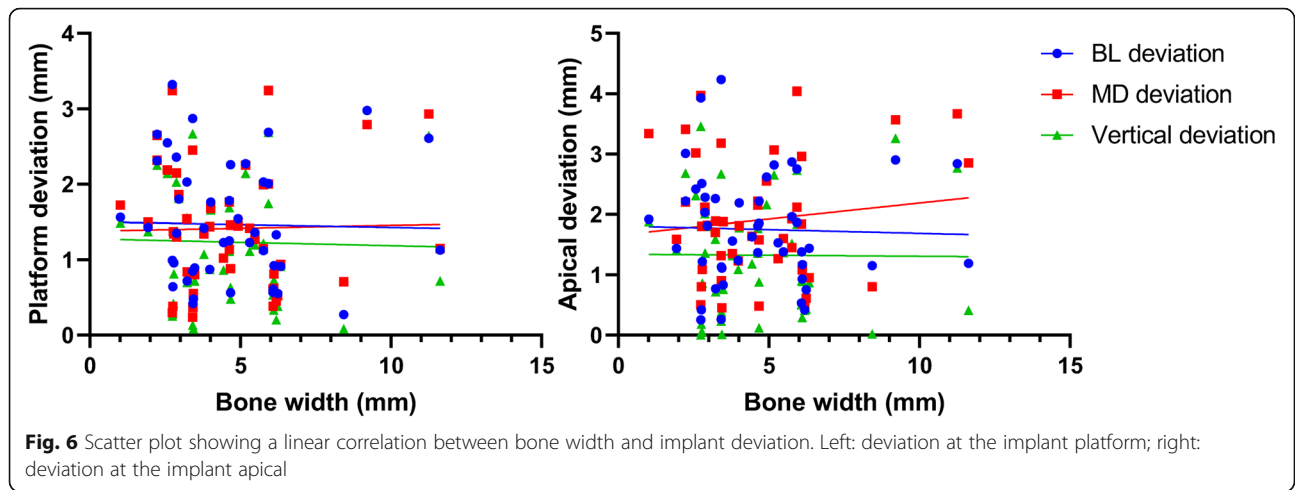 Platform deviation (mm)
4
3
2
1
0
0 5 10 15
Bone width (mm)
Apical deviation (mm)
5
4
3
2
1
0
0 5 10 15
Bone width (mm)
BL deviation
MD deviation
Vertical deviation
Fig. 6 Scatter plot showing a linear correlation between bone width and implant deviation. Left: deviation at the implant platform; right:
deviation at the implant apical